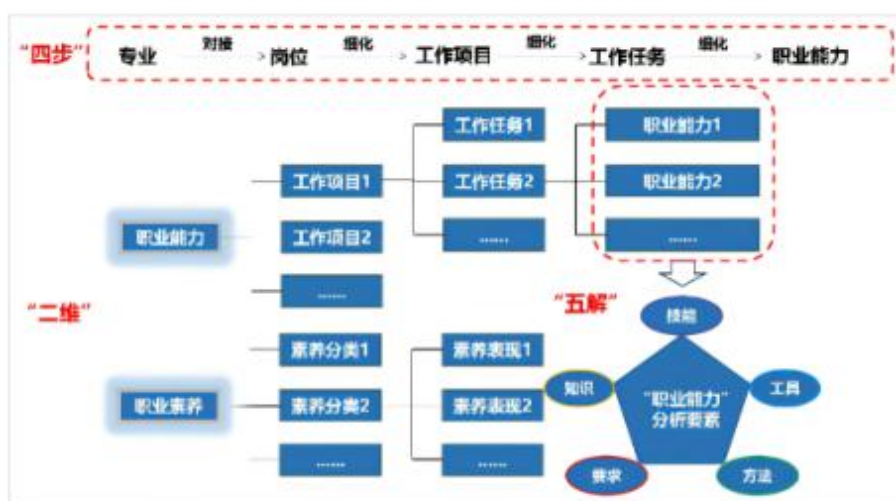 对接 细化 细化 细化
“四步” 专业 岗位 工作项目 工作任务 职业能力
工作任务1 职业能力1
工作项目1 工作任务2 职业能力2
职业能力 工作项目2 …… ……
……
“二维” “五解”
技能
素养分类1 素养表现1
知识 工具
职业素养 素养分类2 素养表现2
“职业能力”
分析要素
…… ……
要求 方法